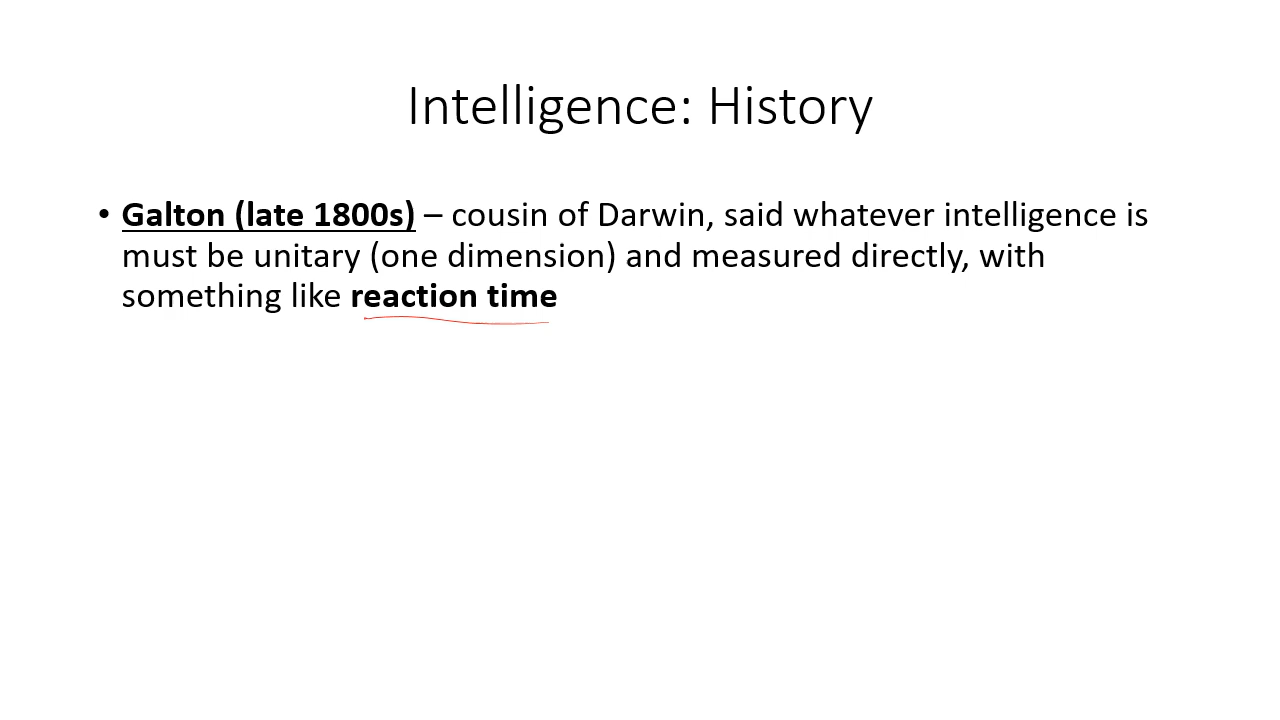 Intelligence: History
• Galton (late 1800s) – cousin of Darwin, said whatever intelligence is
must be unitary (one dimension) and measured directly, with
something like reaction time